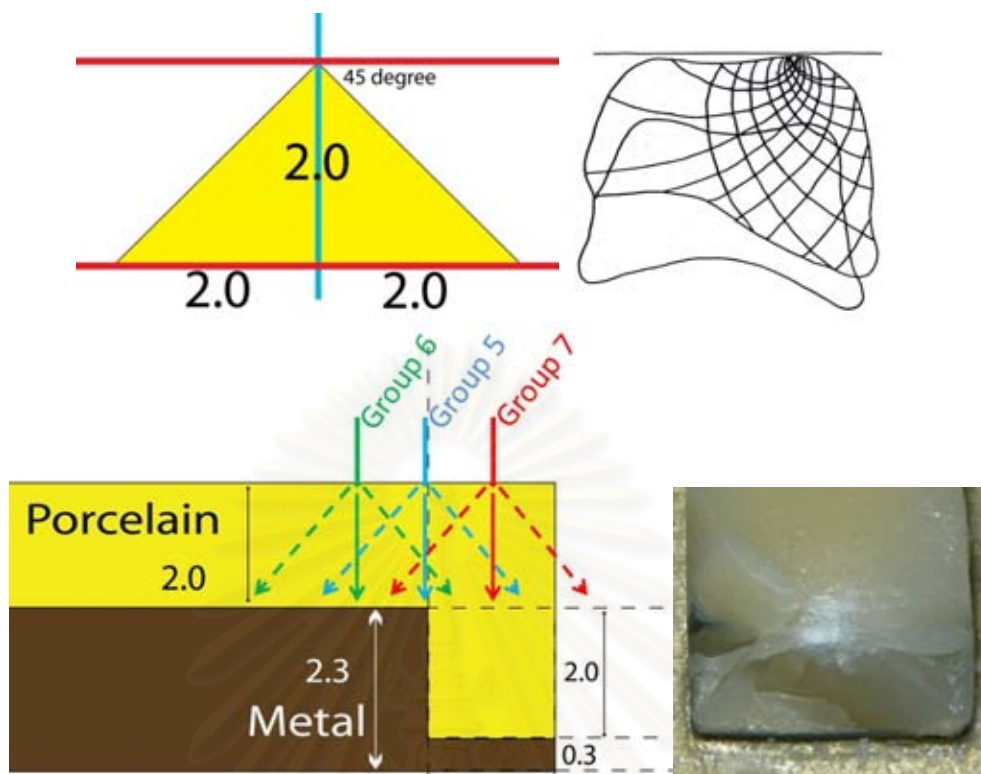 45 degree
2.0
2.0 2.0
Group 6
Group 5
Group 7
Porcelain
2.0
2.3
Metal
2.0
0.3